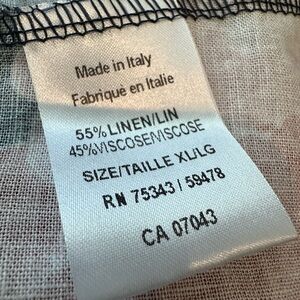 Made in Italy
Fabriqué en Italie
55% LINEN/LIN
45%VISCOSE/VISCOSE
SIZE/TAILLE XL/LG
RN 75343 / 59478
CA 07043